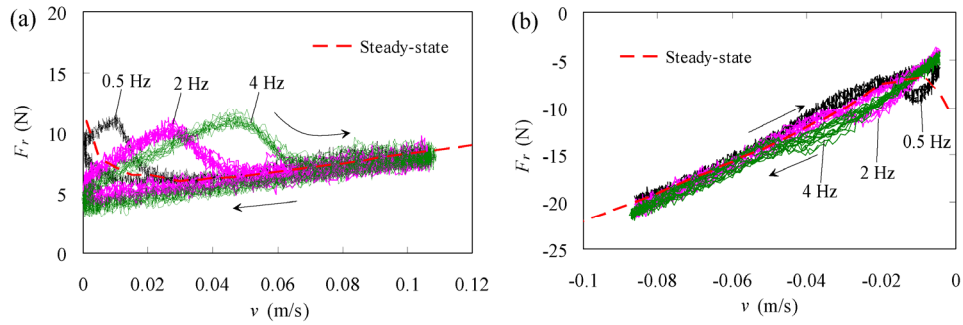 (a)
20
15
10
5
0
F_r (N)
0.5 Hz
2 Hz
4 Hz
Steady-state
0
0.02
0.04
0.06
0.08
0.1
0.12
v (m/s)
(b)
0
-5
-10
-15
-20
-25
F_r (N)
Steady-state
0.5 Hz
2 Hz
4 Hz
-0.1
-0.08
-0.06
-0.04
-0.02
0
v (m/s)